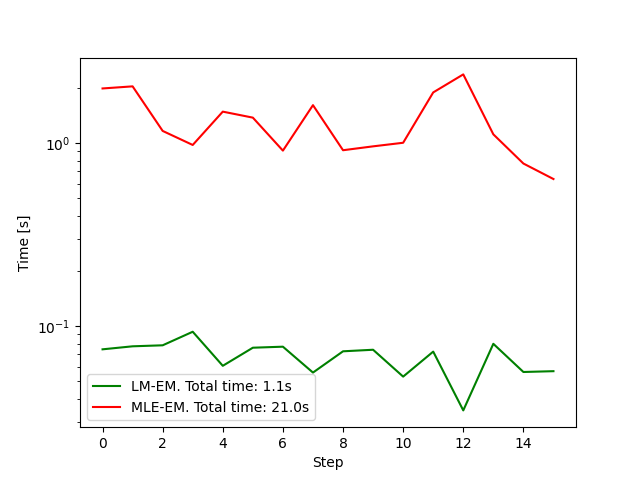 10⁰
10⁻¹
Time [s]
LM-EM. Total time: 1.1s
MLE-EM. Total time: 21.0s
0 2 4 6 8 10 12 14
Step